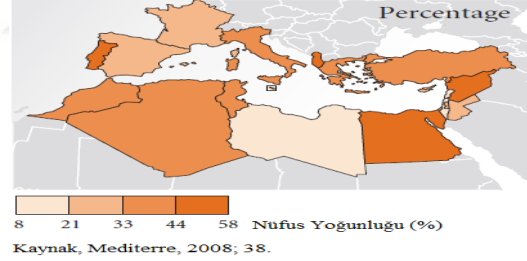 Percentage
8 21 33 44 58 Nüfus Yoğunluğu (%)
Kaynak, Mediterre, 2008; 38.